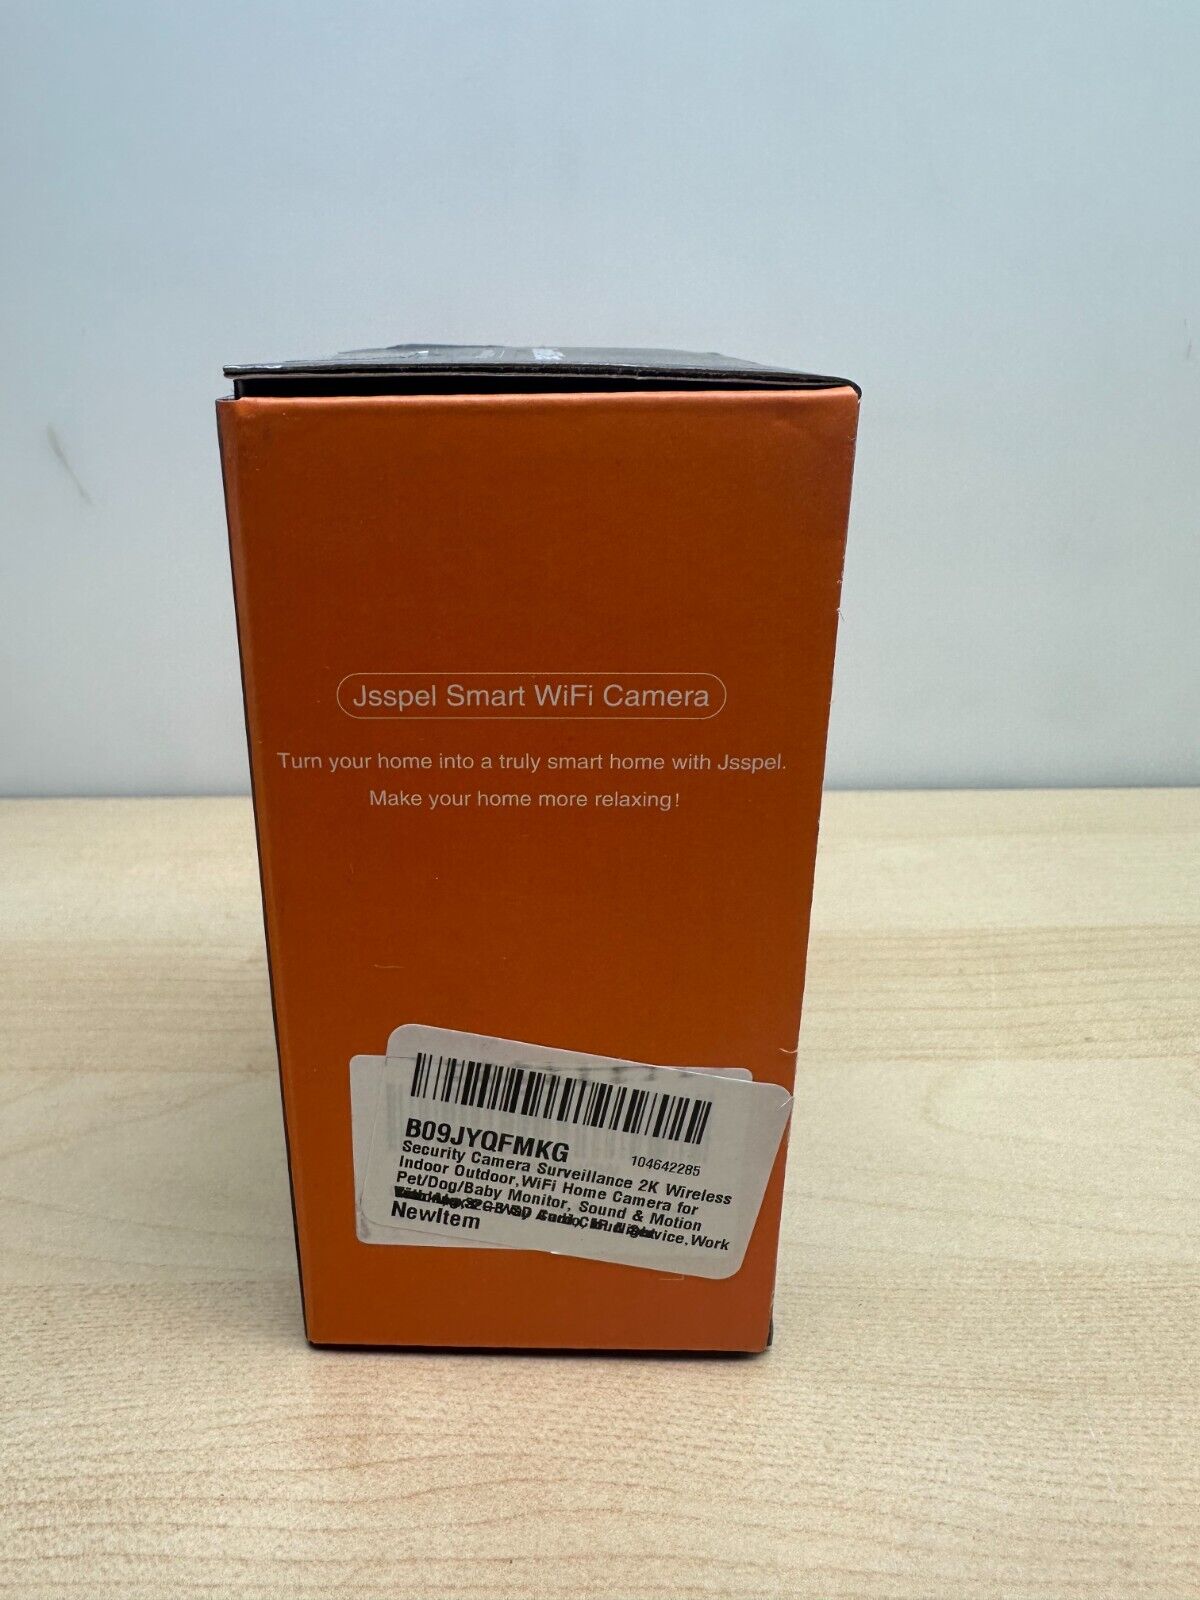 Jsspel Smart WiFi Camera
Turn your home into a truly smart home with Jsspel.
Make your home more relaxing!
B09JYQFMKG
104642285
Security Camera Surveillance 2K Wireless
Indoor Outdoor,WiFi Home Camera for
Pet/Dog/Baby Monitor, Sound & Motion
Work
NewItem